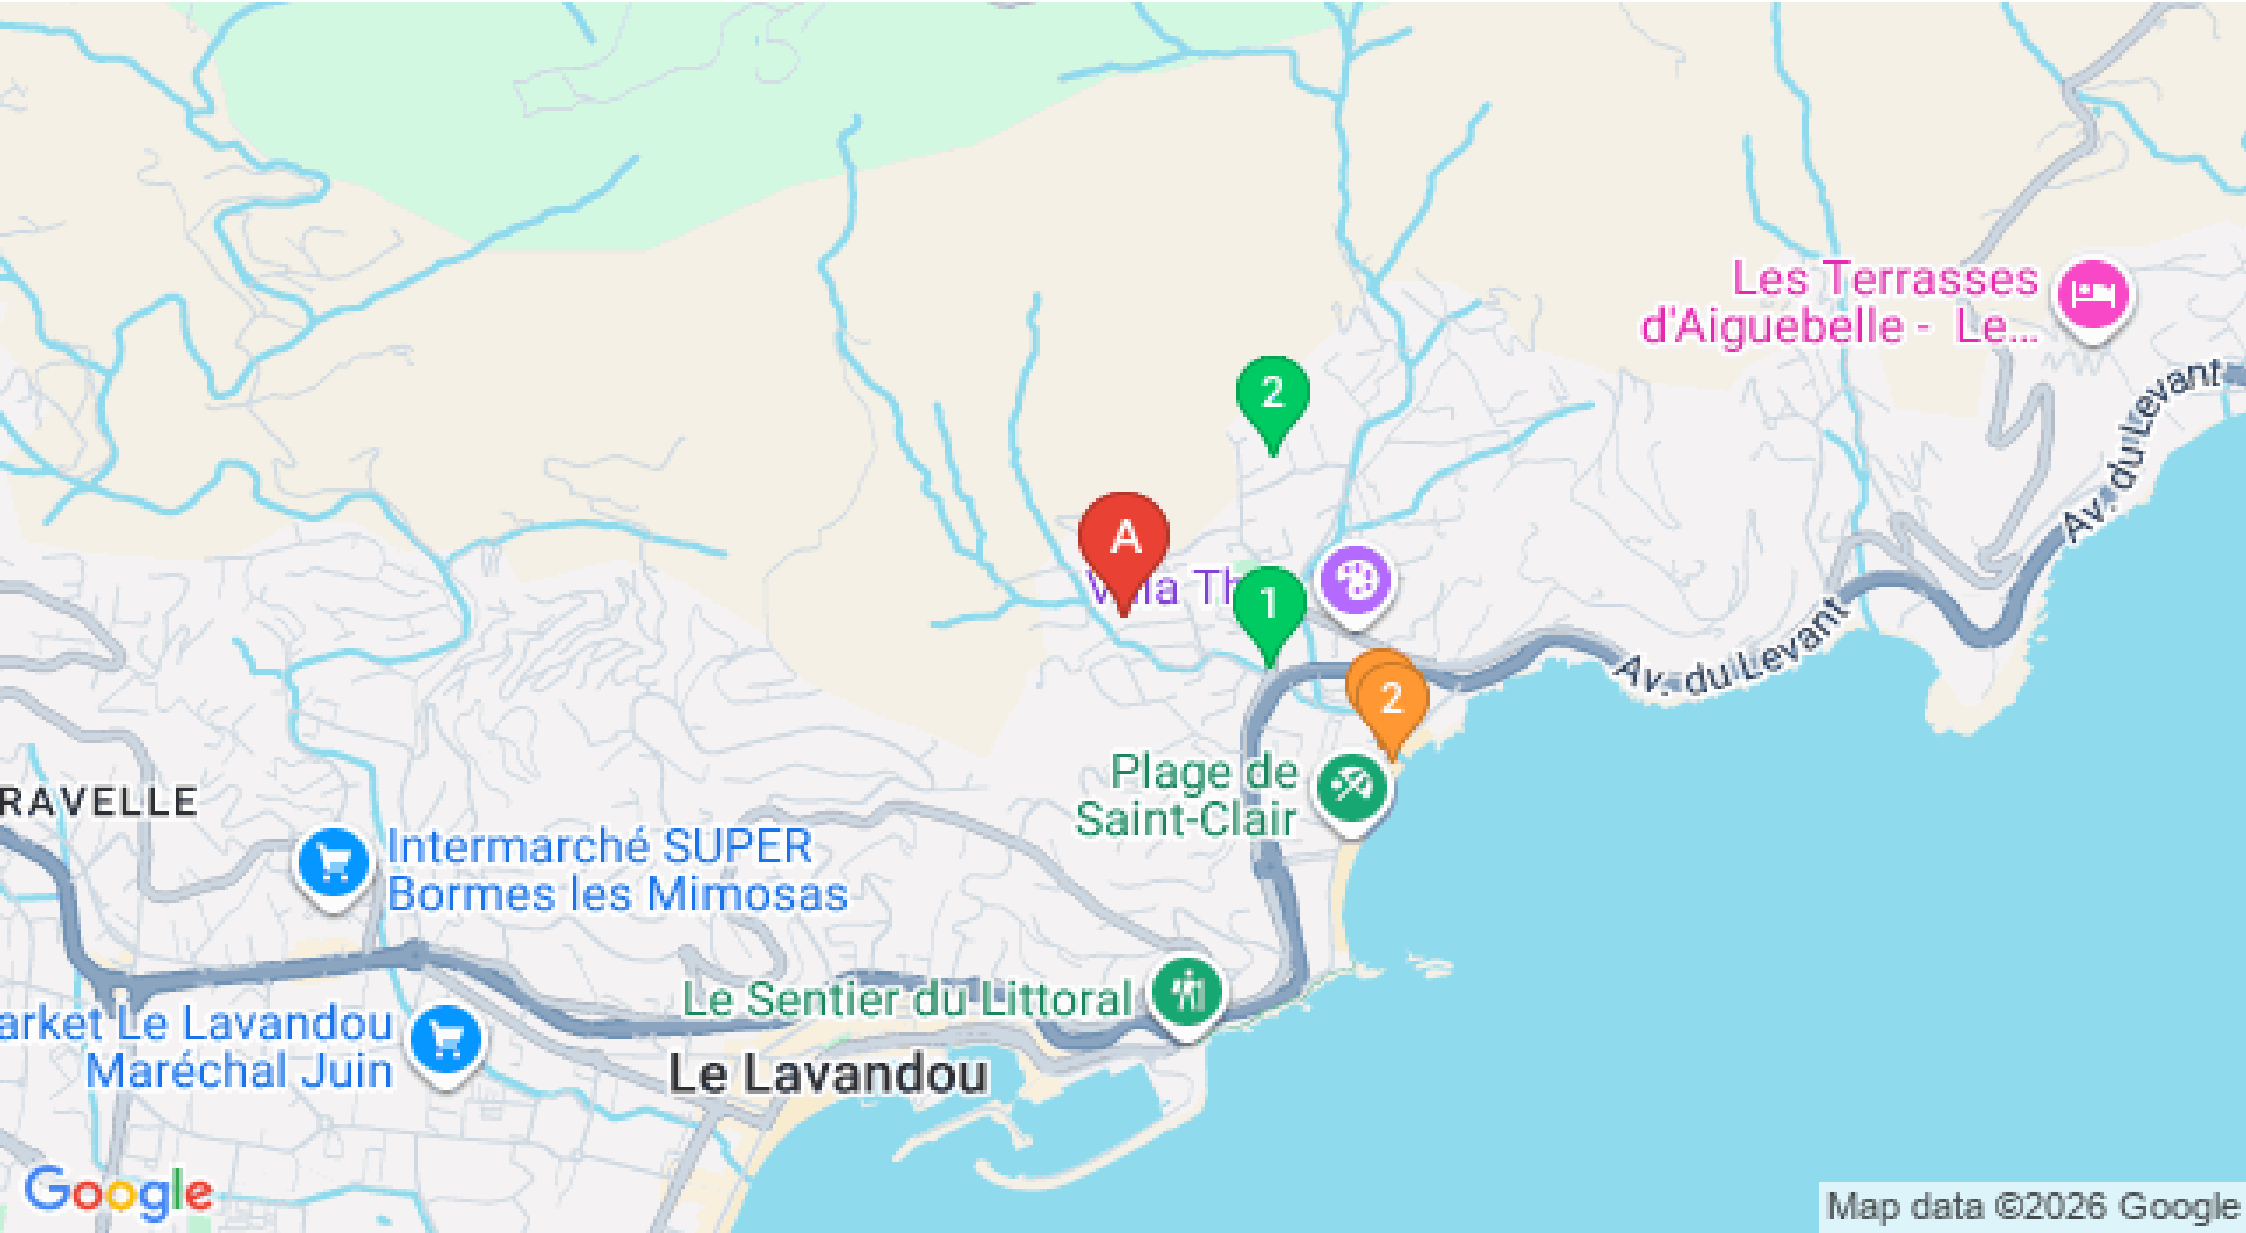 Les Terrasses
d'Aiguebelle - Le...
Av. du Levant
2
A
1
Av. du Levant
2
Plage de
Saint-Clair
RAVELLE
Intermarché SUPER
Bormes les Mimosas
Le Sentier du Littoral
arket Le Lavandou
Maréchal Juin
Le Lavandou
Google
Map data ©2026 Google